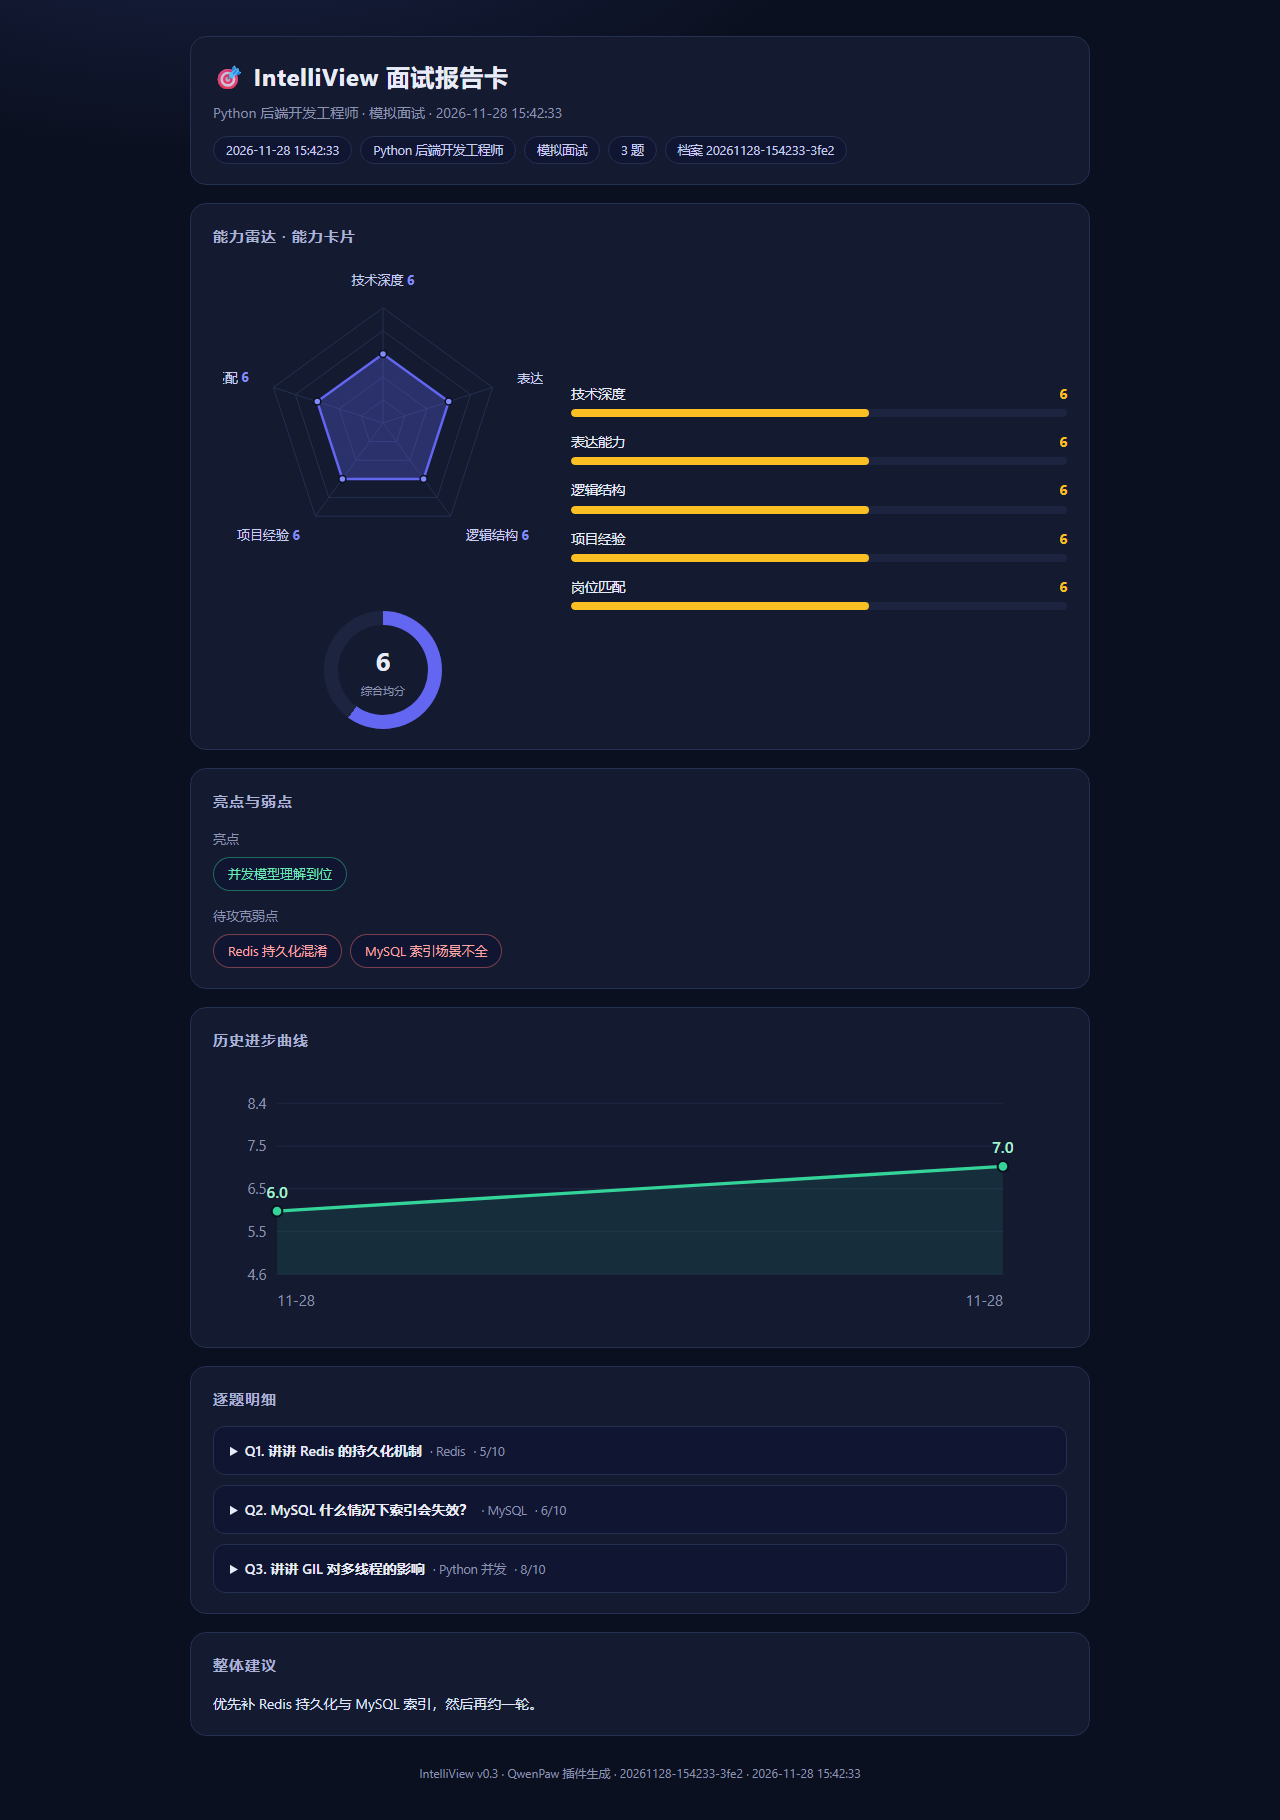 IntelliView 面试报告卡
Python 后端开发工程师 · 模拟面试 · 2026-11-28 15:42:33
2026-11-28 15:42:33
Python 后端开发工程师
模拟面试
3 题
档案 20261128-154233-3fe2
能力雷达 · 能力卡片
技术深度 6
匹配 6
表达
项目经验 6
逻辑结构 6
6
综合均分
技术深度 6
表达能力 6
逻辑结构 6
项目经验 6
岗位匹配 6
亮点与弱点
亮点
并发模型理解到位
待攻克弱点
Redis 持久化混淆
MySQL 索引场景不全
历史进步曲线
8.4
7.5
6.5
5.5
4.6
6.0
7.0
11-28
11-28
逐题明细
Q1. 讲讲 Redis 的持久化机制 · Redis · 5/10
Q2. MySQL 什么情况下索引会失效? · MySQL · 6/10
Q3. 讲讲 GIL 对多线程的影响 · Python 并发 · 8/10
整体建议
优先补 Redis 持久化与 MySQL 索引，然后再约一轮。
IntelliView v0.3 · QwenPaw 插件生成 · 20261128-154233-3fe2 · 2026-11-28 15:42:33